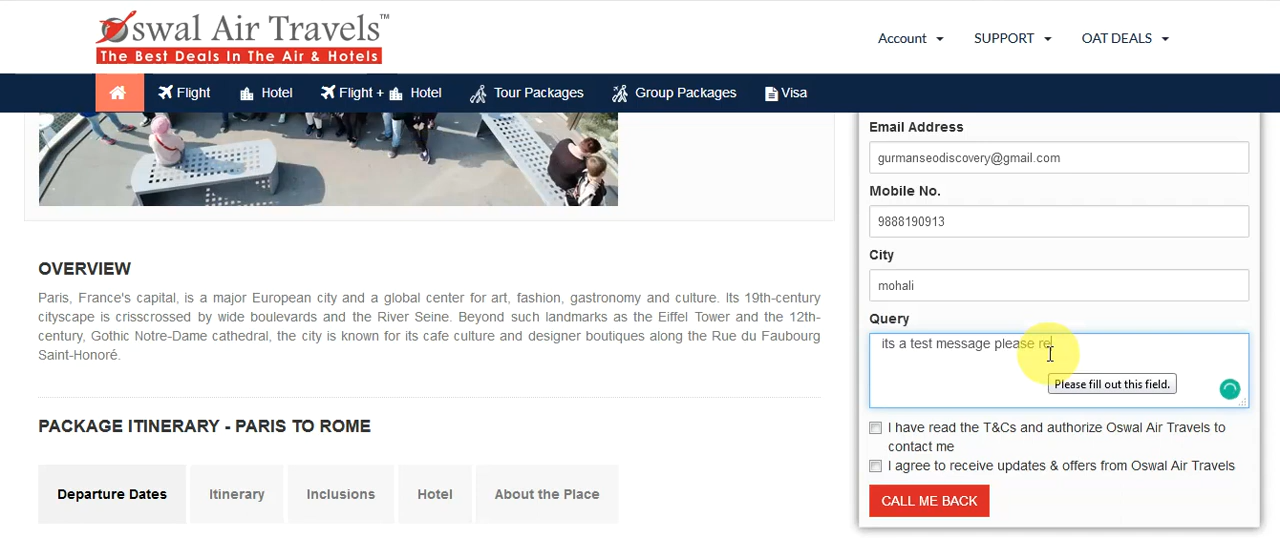 Oswal Air Travels™
The Best Deals In The Air & Hotels
Account
SUPPORT
OAT DEALS
Flight
Hotel
Flight + Hotel
Tour Packages
Group Packages
Visa
OVERVIEW
Paris, France's capital, is a major European city and a global center for art, fashion, gastronomy and culture. Its 19th-century
cityscape is crisscrossed by wide boulevards and the River Seine. Beyond such landmarks as the Eiffel Tower and the 12th-
century, Gothic Notre-Dame cathedral, the city is known for its cafe culture and designer boutiques along the Rue du Faubourg
Saint-Honoré.
PACKAGE ITINERARY - PARIS TO ROME
Departure Dates
Itinerary
Inclusions
Hotel
About the Place
Email Address
gurmanseodiscovery@gmail.com
Mobile No.
9888190913
City
mohali
Query
its a test message please rel
Please fill out this field.
I have read the T&Cs and authorize Oswal Air Travels to
contact me
I agree to receive updates & offers from Oswal Air Travels
CALL ME BACK